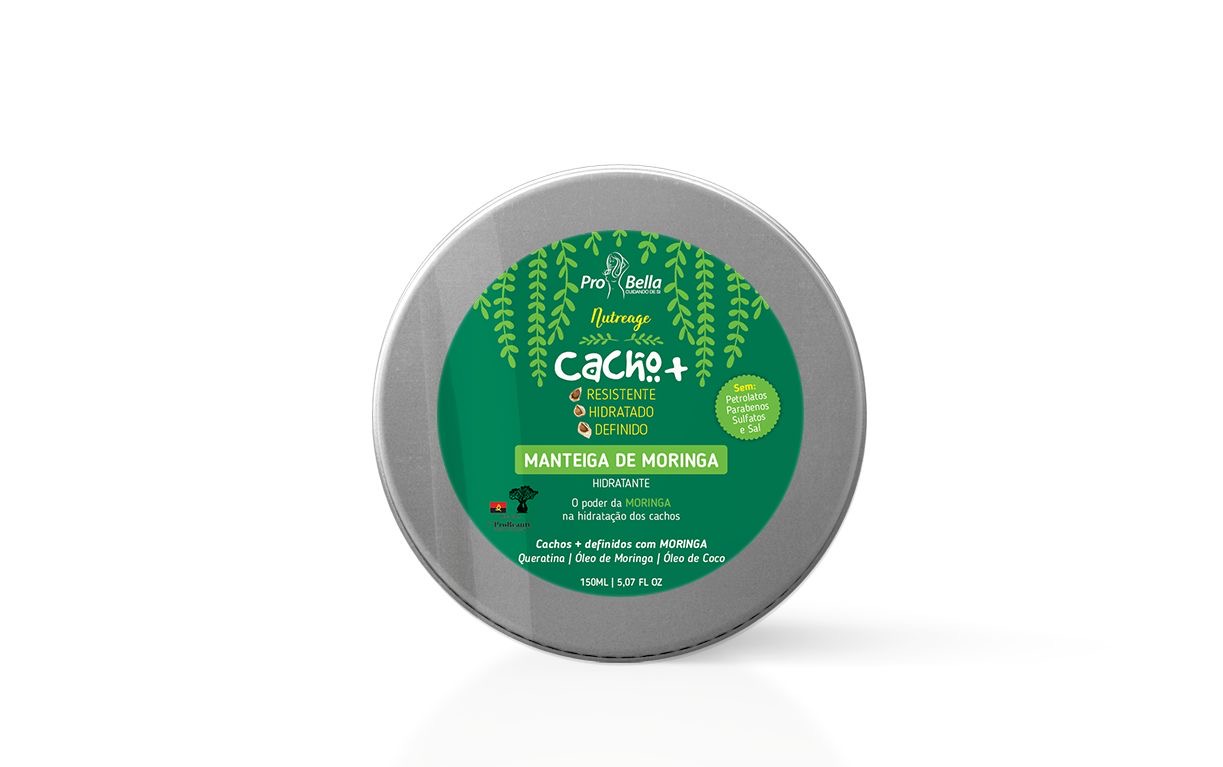 Pro Bella
CUIDANDO DE SI
Nutreage
Cacho+
RESISTENTE
HIDRATADO
DEFINIDO
Sem:
Petrolatos
Parabenos
Sulfatos
e Sal
MANTEIGA DE MORINGA
HIDRATANTE
O poder da MORINGA
na hidratação dos cachos
ProBeauty
Cachos + definidos com MORINGA
Queratina | Óleo de Moringa | Óleo de Coco
150ML | 5,07 FL OZ